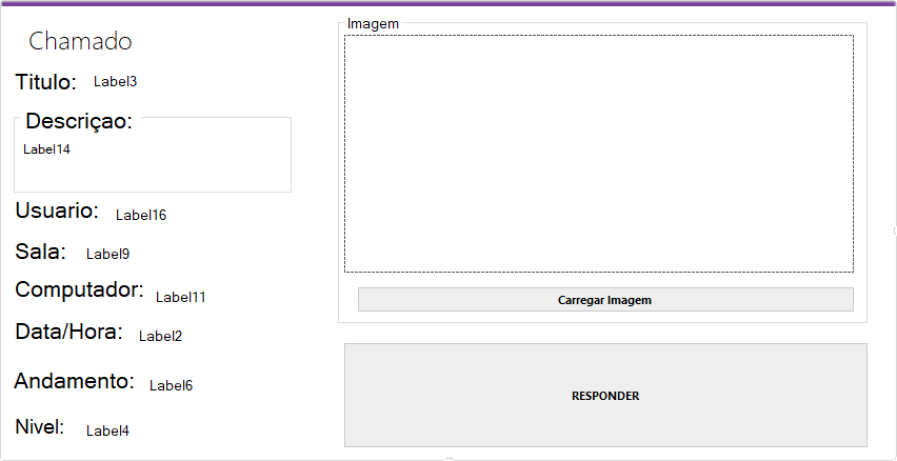 Chamado
Titulo: Label3
Descriçao:
Label14
Usuario: Label16
Sala: Label9
Computador: Label11
Data/Hora: Label2
Andamento: Label6
Nivel: Label4
Imagem
Carregar Imagem
RESPONDER